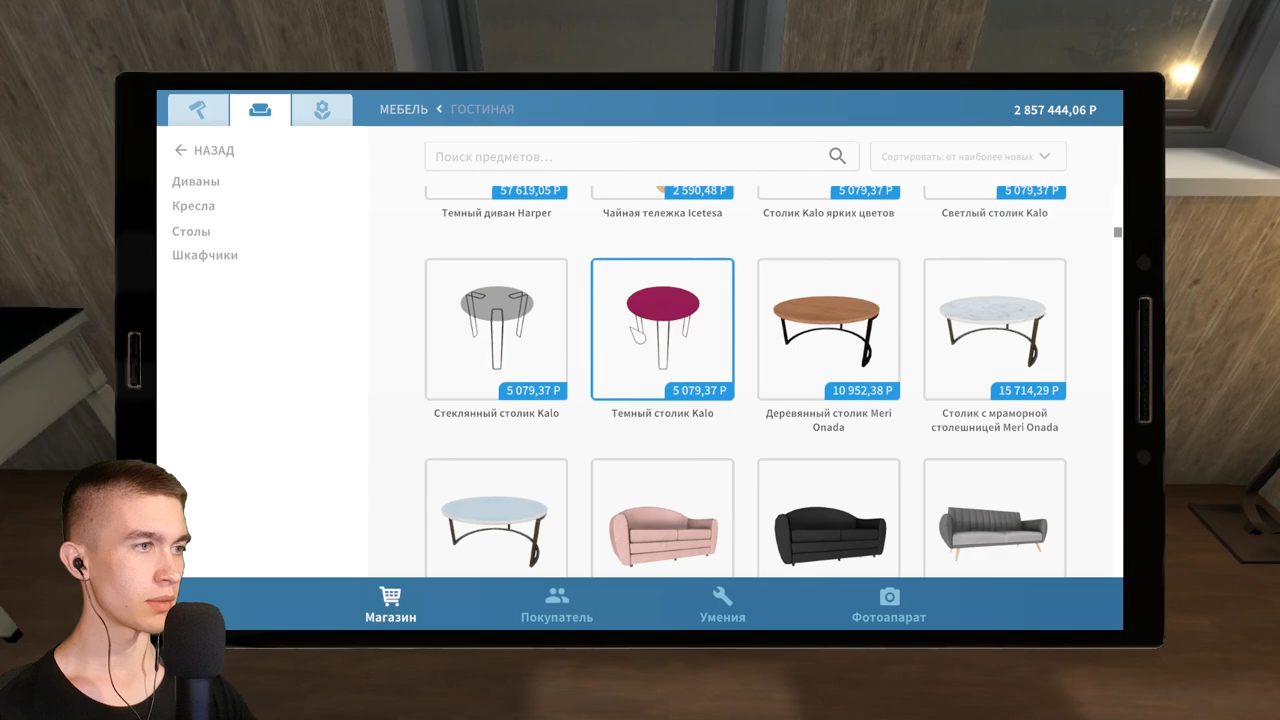 МЕБЕЛЬ < ГОСТИНАЯ
2 857 444,06 Р
НАЗАД
Диваны
Кресла
Столы
Шкафчики
Поиск предметов...
Сортировать: от наиболее новых
57 619,05 Р
2 590,48 Р
5 079,37 Р
5 079,37 Р
Темный диван Harper
Чайная тележка Icetesa
Столик Kalo ярких цветов
Светлый столик Kalo
5 079,37 Р
5 079,37 Р
10 952,38 Р
15 714,29 Р
Стеклянный столик Kalo
Темный столик Kalo
Деревянный столик Meri
Onada
Столик с мраморной
столешницей Meri Onada
Магазин
Покупатель
Умения
Фотоапарат